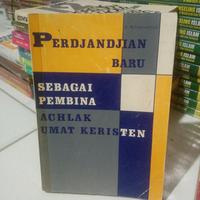 PERDJANDJIAN
BARU
SEBAGAI
PEMBINA
ACHLAK
UMAT KERISTEN